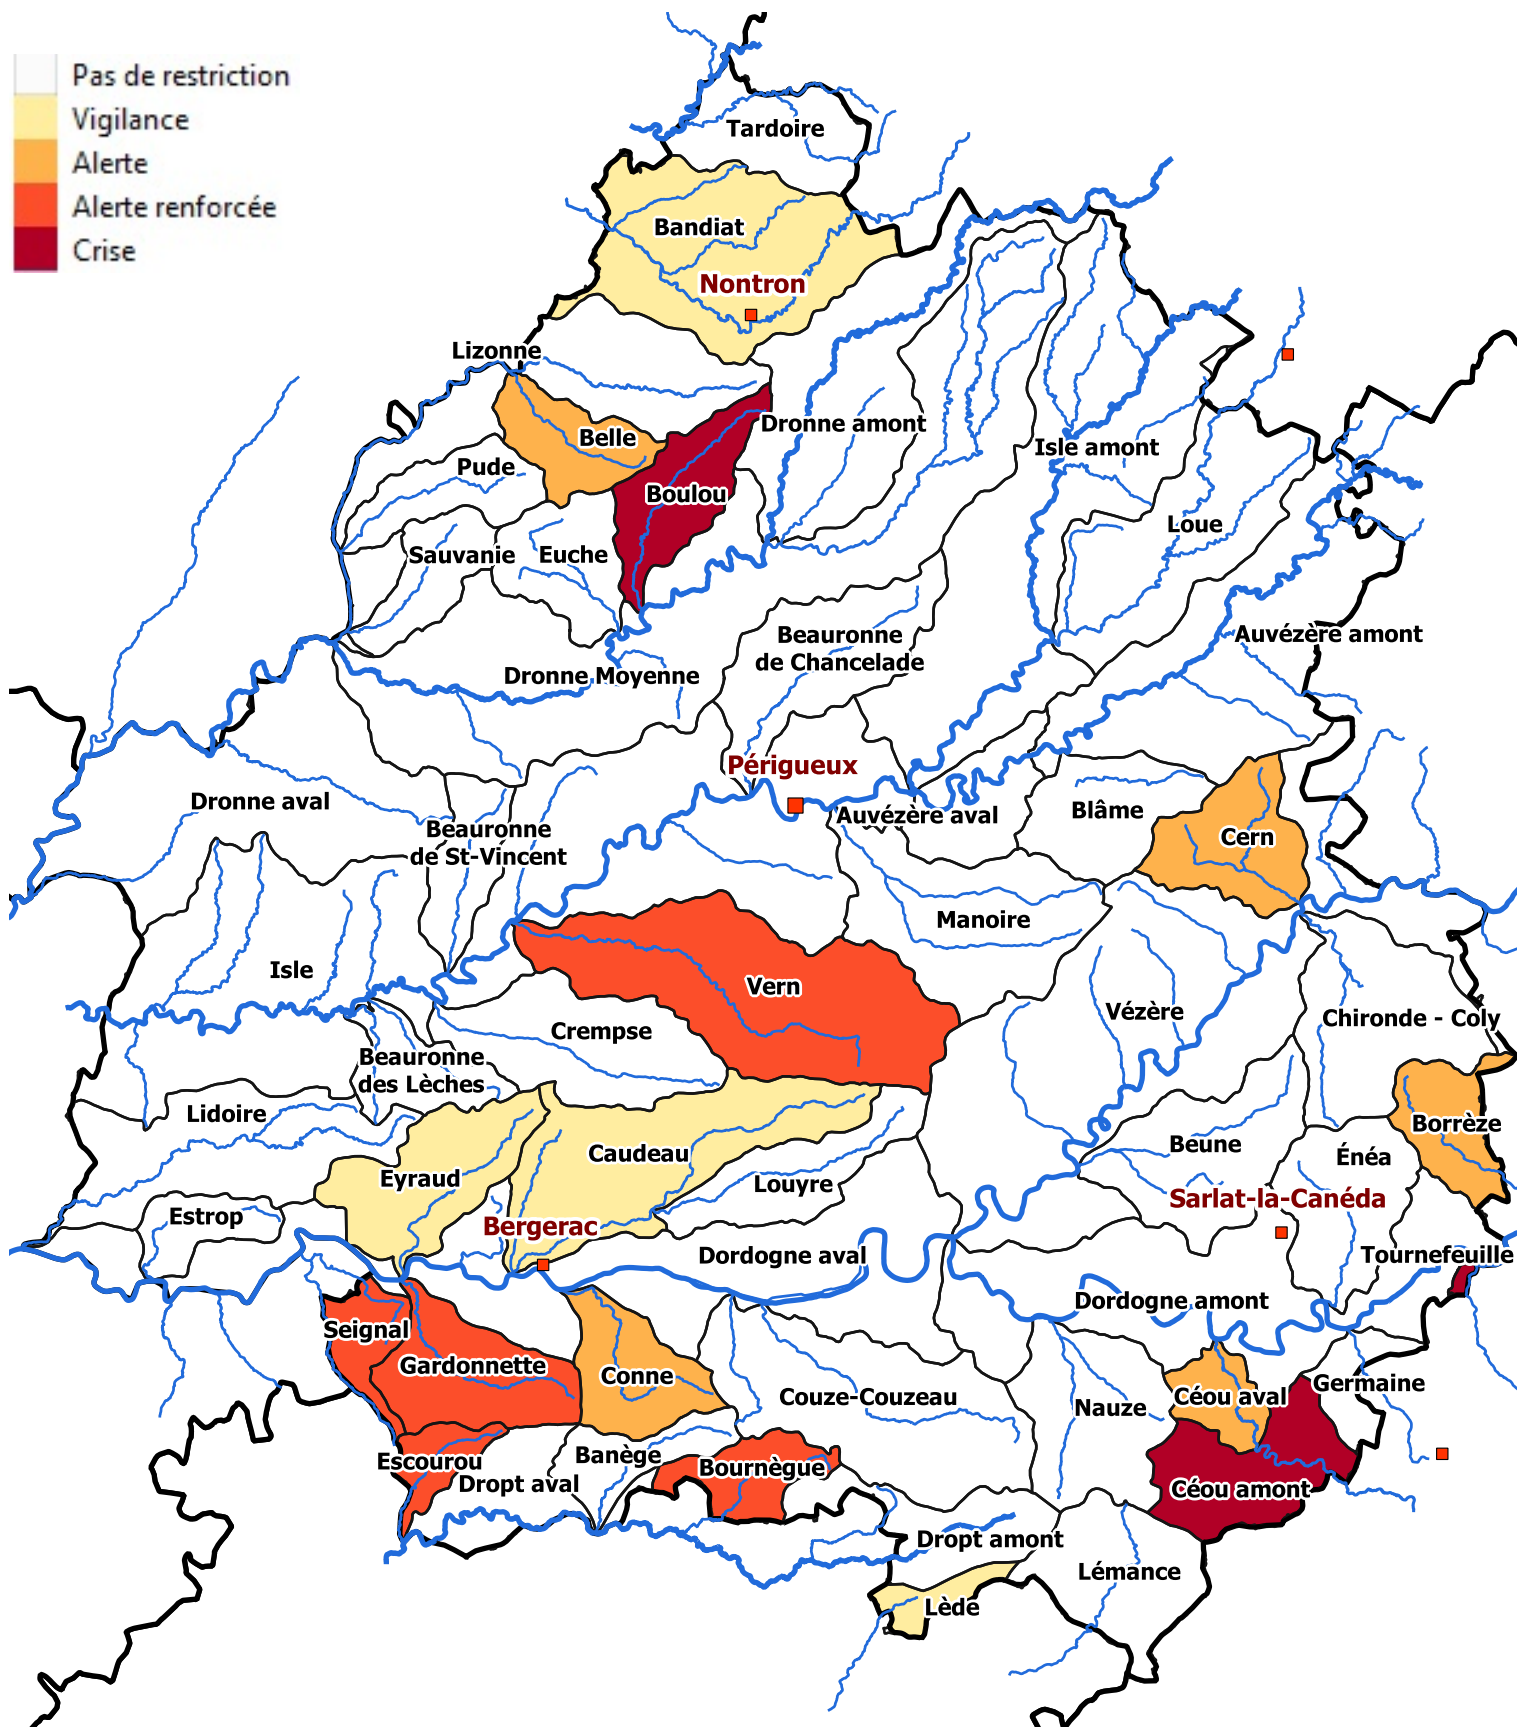 Pas de restriction
Vigilance
Alerte
Alerte renforcée
Crise
Tardoire
Bandiat
Nontron
Lizonne
Belle
Dronne amont
Pude
Isle amont
Boulou
Loue
Sauvanie
Euche
Beauronne
de Chancelade
Auvézère amont
Dronne Moyenne
Périgueux
Dronne aval
Blâme
Auvézère aval
Beauronne
de St-Vincent
Cern
Manoire
Isle
Vern
Vézère
Chironde - Coly
Crempse
Beauronne
des Lèches
Lidoire
Borrèze
Beune
Caudeau
Énéa
Eyraud
Louyre
Sarlat-la-Canéda
Estrop
Bergerac
Dordogne aval
Tournefeuille
Dordogne amont
Seignal
Gardonnette
Conne
Germaine
Couze-Couzeau
Céou aval
Nauze
Banège
Escourou
Bournègue
Dropt aval
Céou amont
Dropt amont
Lémance
Lède